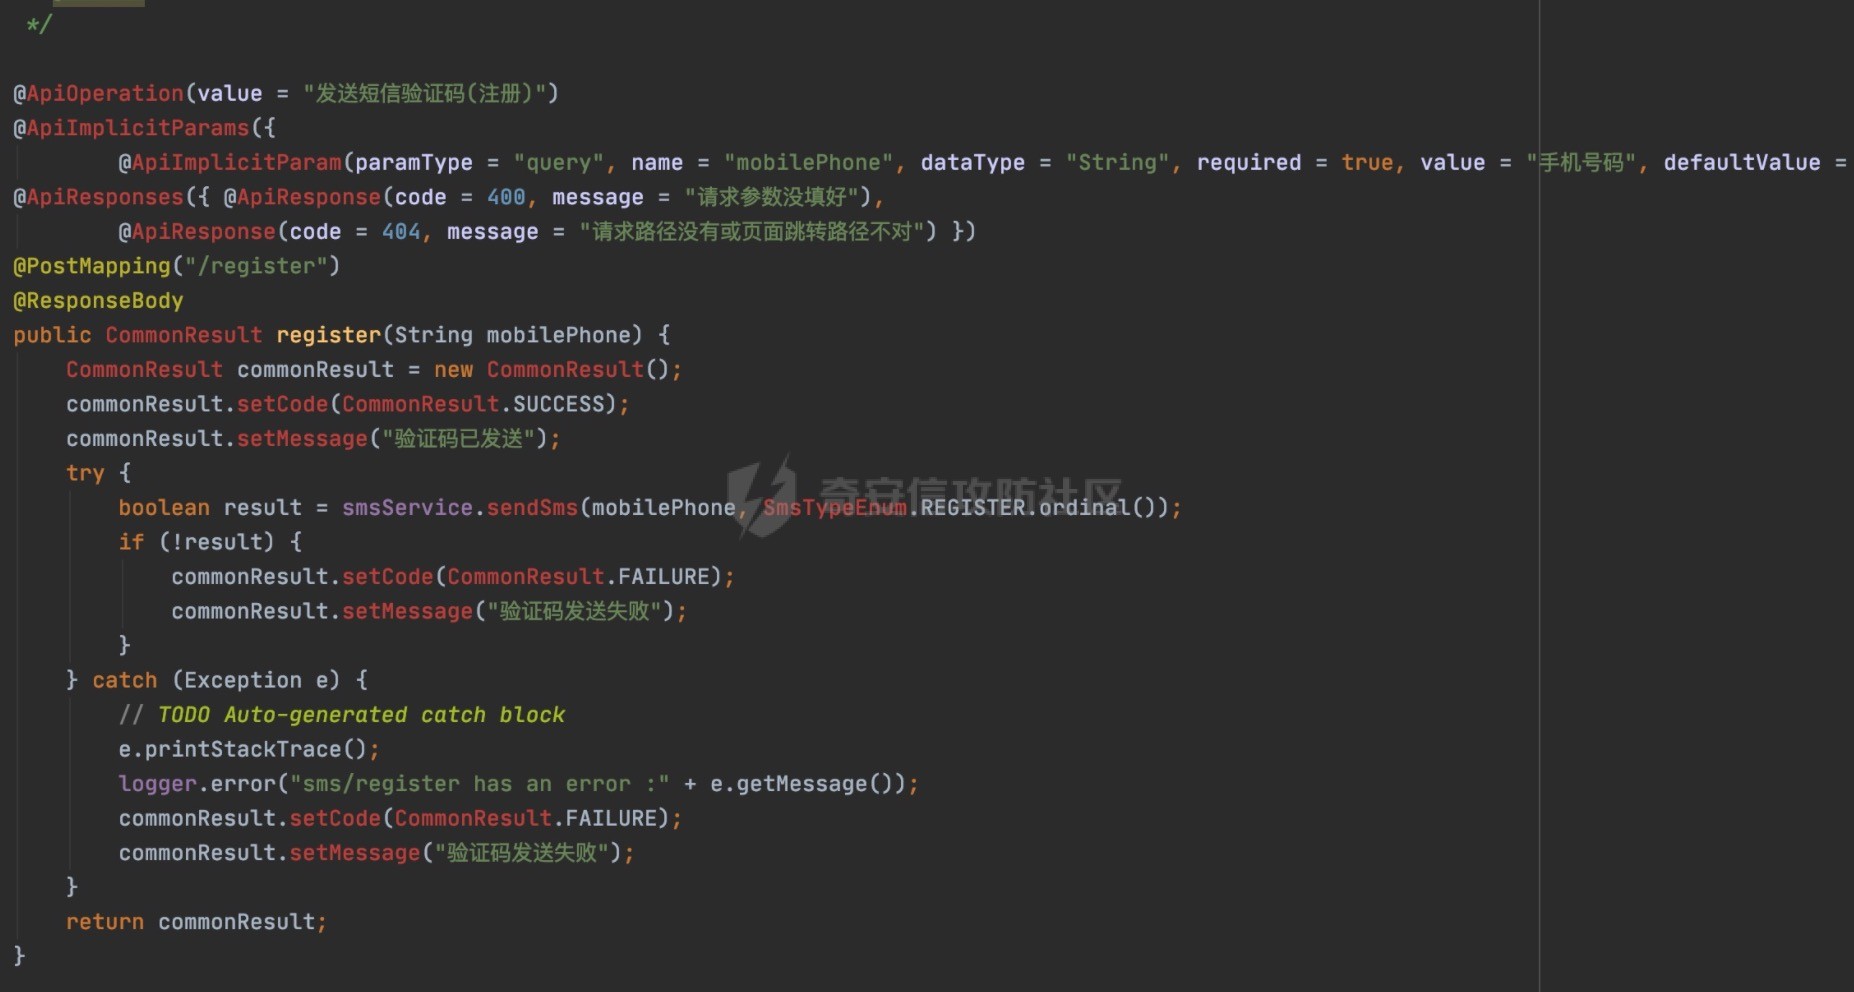 */
@ApiOperation(value = "发送短信验证码(注册)")
@ApiImplicitParams({
@ApiImplicitParam(paramType = "query", name = "mobilePhone", dataType = "String", required = true, value = "手机号码", defaultValue =
@ApiResponses({ @ApiResponse(code = 400, message = "请求参数没填好"),
@ApiResponse(code = 404, message = "请求路径没有或页面跳转路径不对") })
@PostMapping("/register")
@ResponseBody
public CommonResult register(String mobilePhone) {
CommonResult commonResult = new CommonResult();
commonResult.setCode(CommonResult.SUCCESS);
commonResult.setMessage("验证码已发送");
try {
奇安信攻防社区
boolean result = smsService.sendSms(mobilePhone, SmsTypeEnum.REGISTER.ordinal());
if (!result) {
commonResult.setCode(CommonResult.FAILURE);
commonResult.setMessage("验证码发送失败");
}
} catch (Exception e) {
// TODO Auto-generated catch block
e.printStackTrace();
logger.error("sms/register has an error :" + e.getMessage());
commonResult.setCode(CommonResult.FAILURE);
commonResult.setMessage("验证码发送失败");
}
return commonResult;
}